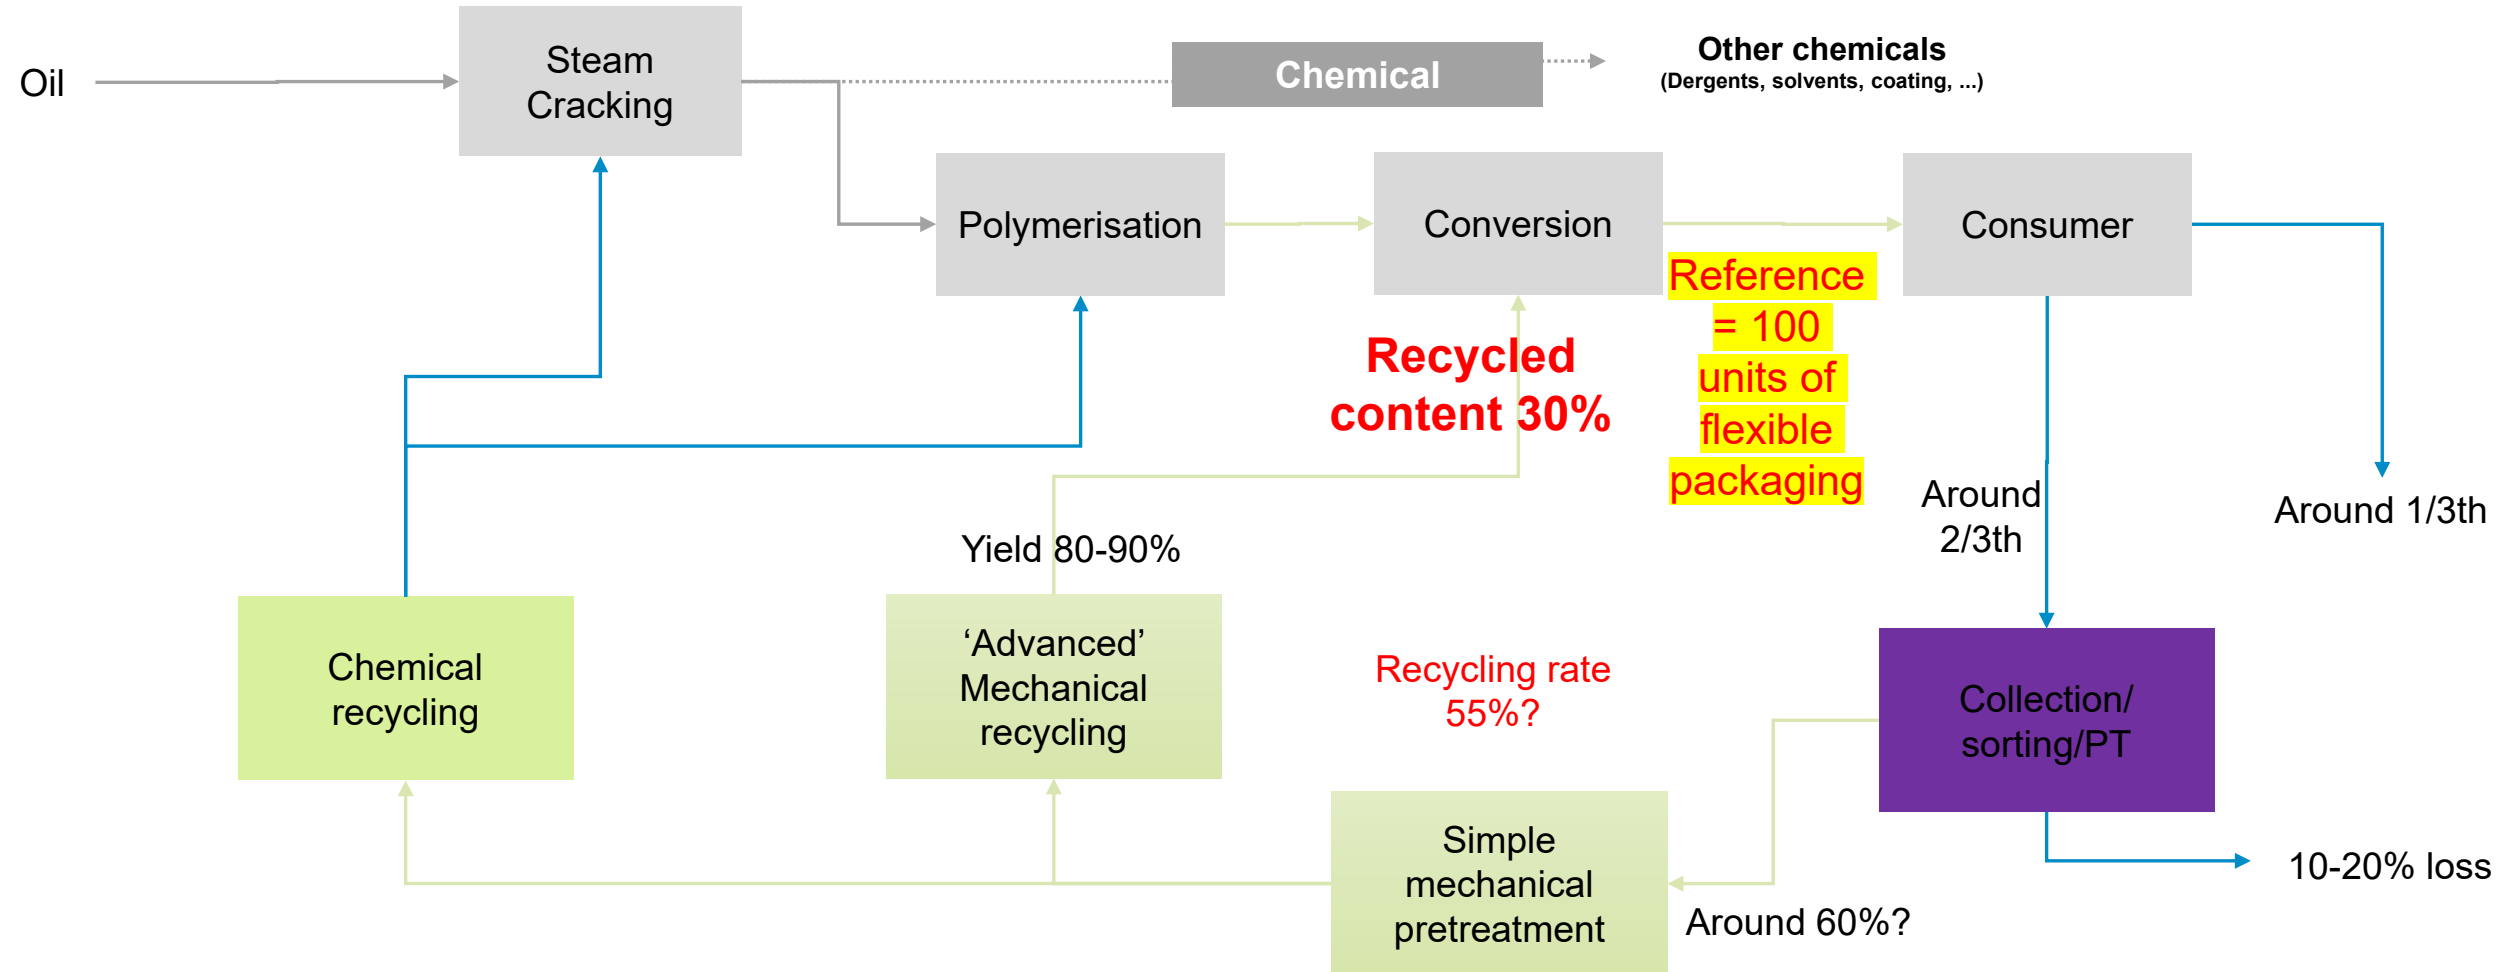 Oil
Steam
Cracking
Chemical
Other chemicals
(Dergents, solvents, coating, ...)
Polymerisation
Conversion
Consumer
Reference
= 100
units of
flexible
packaging
Recycled
content 30%
Around
2/3th
Around 1/3th
Yield 80-90%
Chemical
recycling
‘Advanced’
Mechanical
recycling
Recycling rate
55%?
Collection/
sorting/PT
Simple
mechanical
pretreatment
Around 60%?
10-20% loss